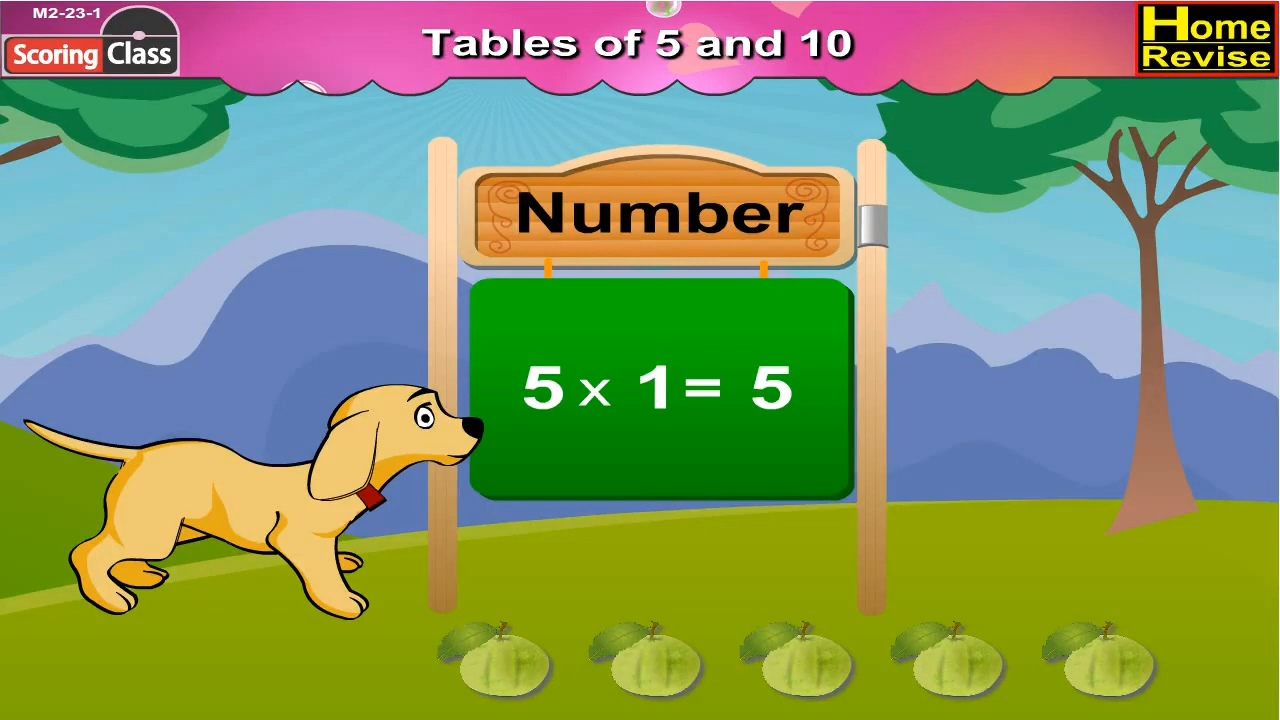 M2-23-1
Scoring Class
Tables of 5 and 10
Home
Revise
Number
5 x 1 = 5